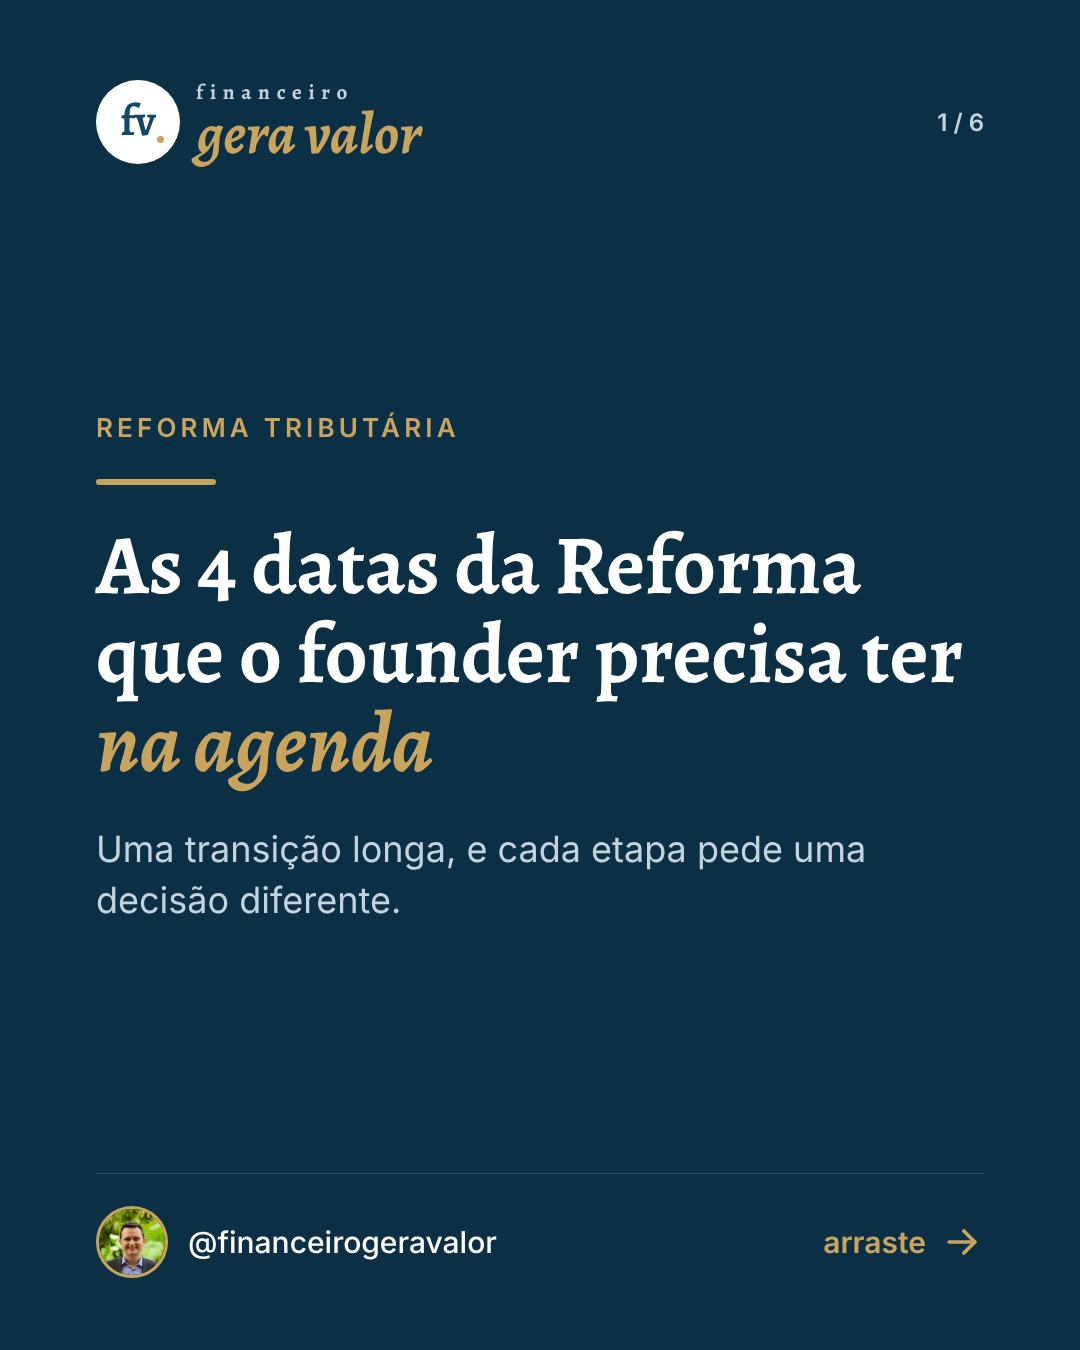 fv.
financeiro
gera valor
1 / 6
REFORMA TRIBUTÁRIA
As 4 datas da Reforma
que o founder precisa ter
na agenda
Uma transição longa, e cada etapa pede uma
decisão diferente.
@financeirogeravalor
arraste →